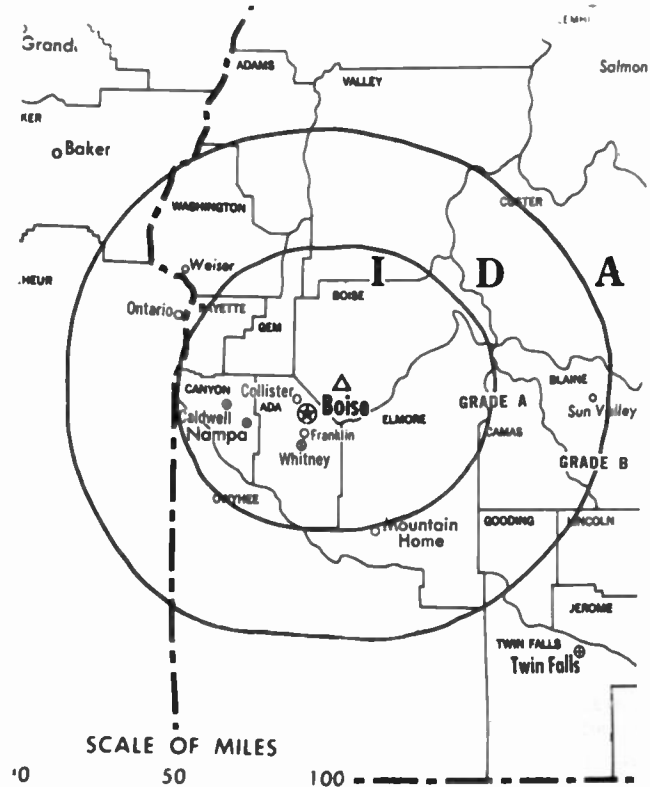 Grand
ADAMS
VALLEY
Salmon
Baker
CUSTER
WASHINGTON
I D A
Weiser
BOISE
Ontario
PAYETTE
GEM
BLAINE
CANYON
Collister
ADA
Boise
ELMORE
GRADE A
Sun Valley
Caldwell
Nampa
Franklin
CAMAS
Whitney
GRADE B
OWYHEE
Mountain
Home
GOODING
LINCOLN
JEROME
TWIN FALLS
Twin Falls
SCALE OF MILES
50 100